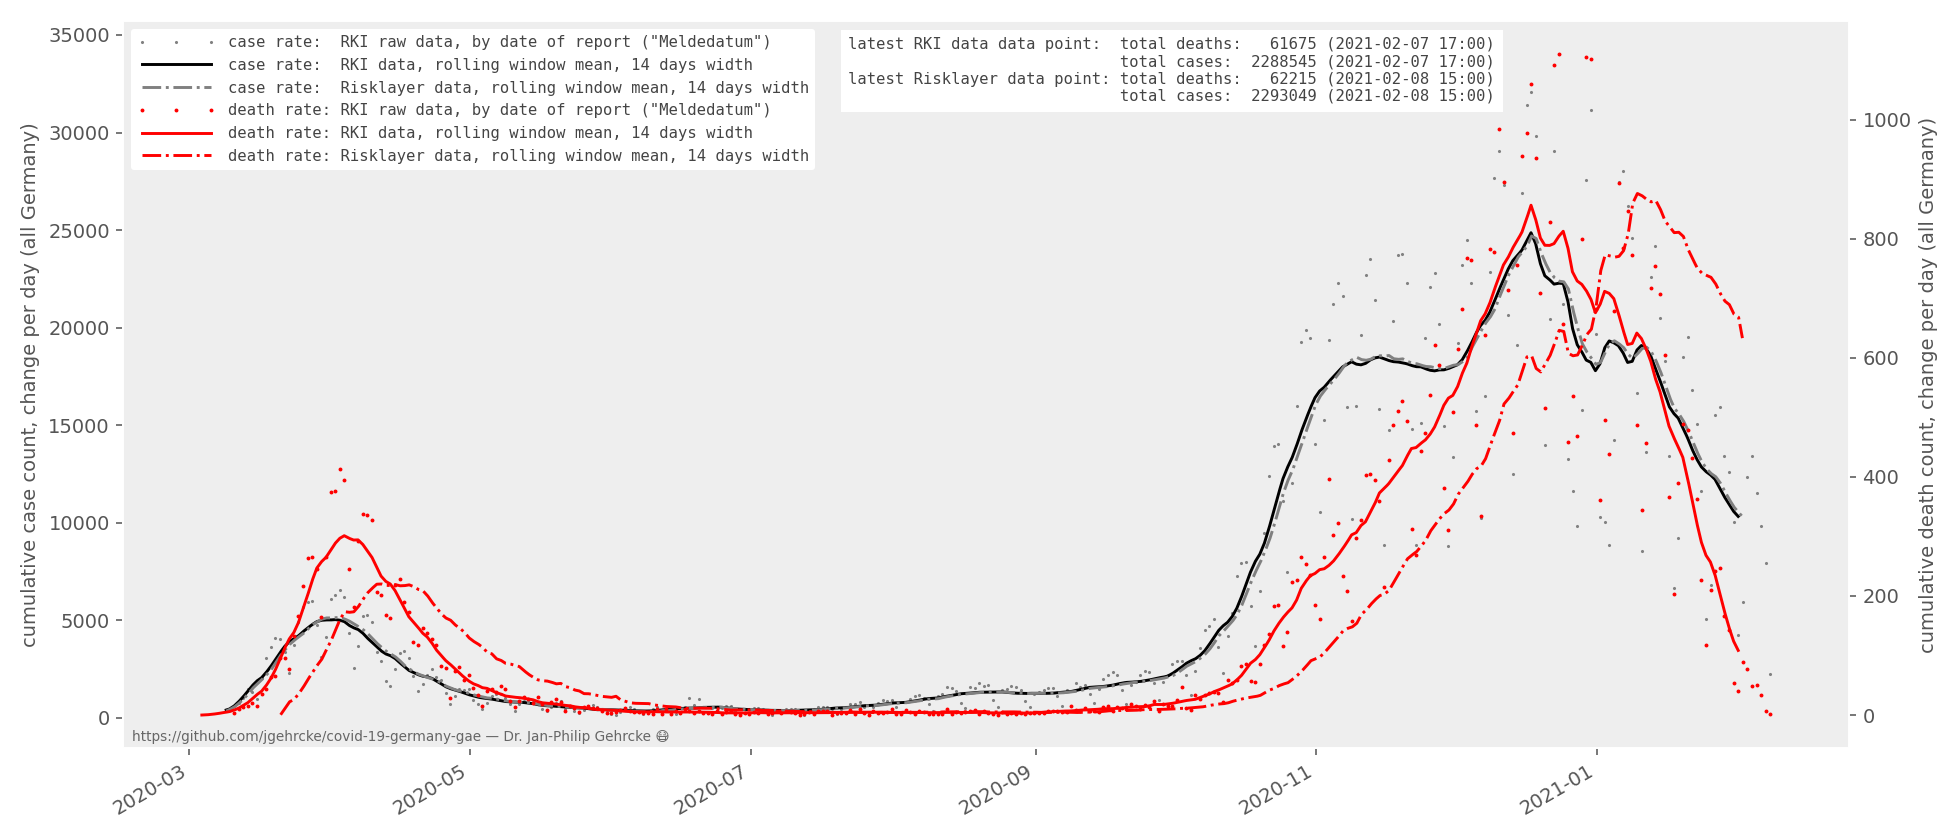 case rate:  RKI raw data, by date of report ("Meldedatum")
case rate:  RKI data, rolling window mean, 14 days width
case rate:  Risklayer data, rolling window mean, 14 days width
death rate: RKI raw data, by date of report ("Meldedatum")
death rate: RKI data, rolling window mean, 14 days width
death rate: Risklayer data, rolling window mean, 14 days width
latest RKI data data point:  total deaths:   61675 (2021-02-07 17:00)
total cases:  2288545 (2021-02-07 17:00)
latest Risklayer data point: total deaths:   62215 (2021-02-08 15:00)
total cases:  2293049 (2021-02-08 15:00)
cumulative case count, change per day (all Germany)
35000
30000
25000
20000
15000
10000
5000
0
cumulative death count, change per day (all Germany)
1000
800
600
400
200
0
https://github.com/jgehrcke/covid-19-germany-gae — Dr. Jan-Philip Gehrcke 😷
2020-03
2020-05
2020-07
2020-09
2020-11
2021-01